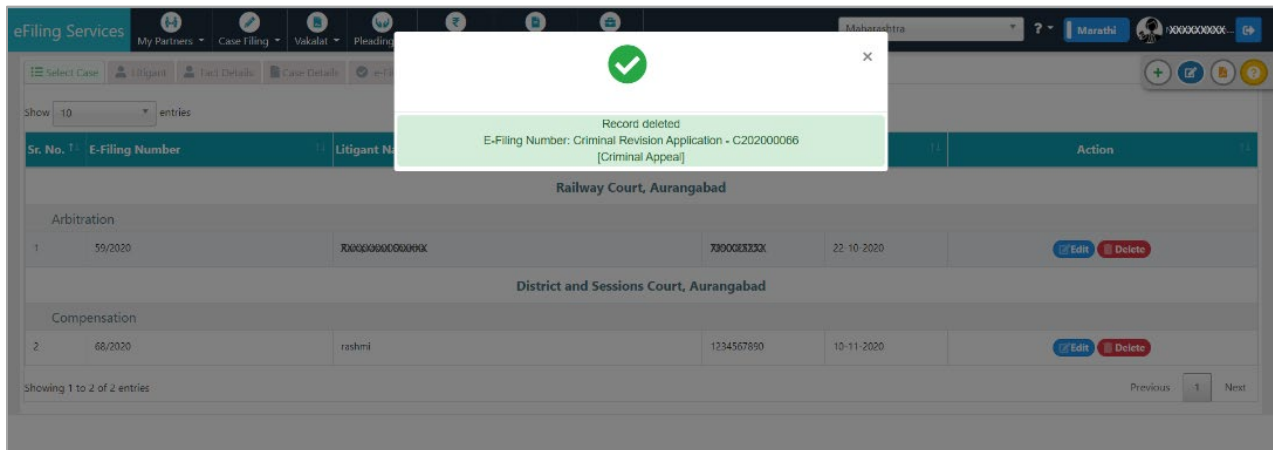 eFiling Services
My Partners
Case Filing
Vakalat
Pleading
Maharashtra
?
Marathi
Select Case
Litigant
Case Details
×
Record deleted
E-Filing Number: Criminal Revision Application - C202000066
[Criminal Appeal]
Show 10 entries
Sr. No. E-Filing Number Litigant Na Action
Railway Court, Aurangabad
Arbitration
1 59/2020 22-10-2020 Edit Delete
District and Sessions Court, Aurangabad
Compensation
2 68/2020 rashmi 1234567890 10-11-2020 Edit Delete
Showing 1 to 2 of 2 entries
Previous 1 Next